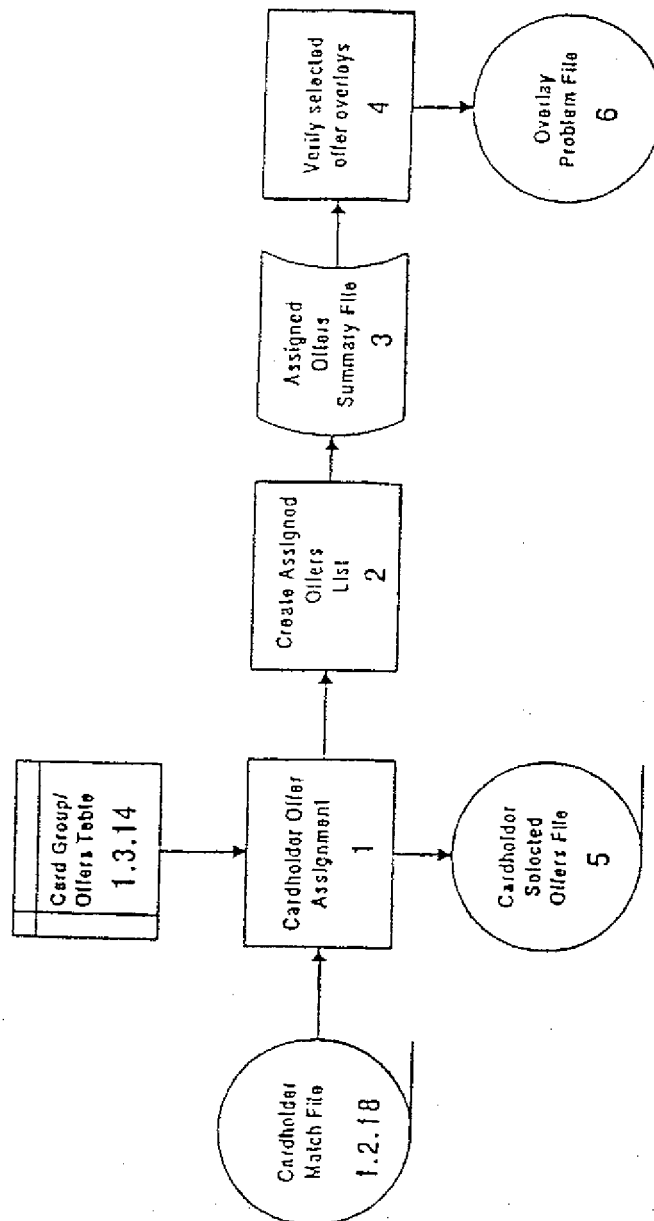 Card Group/
Offers Table
1.3.14
Cardholder
Match File
1.2.18
Cardholder Offer
Assignment
1
Create Assigned
Offers
List
2
Assigned
Offers
Summary File
3
Verify selected
offer overlays
4
Cardholder
Selected
Offers File
5
Overlay
Problem File
6